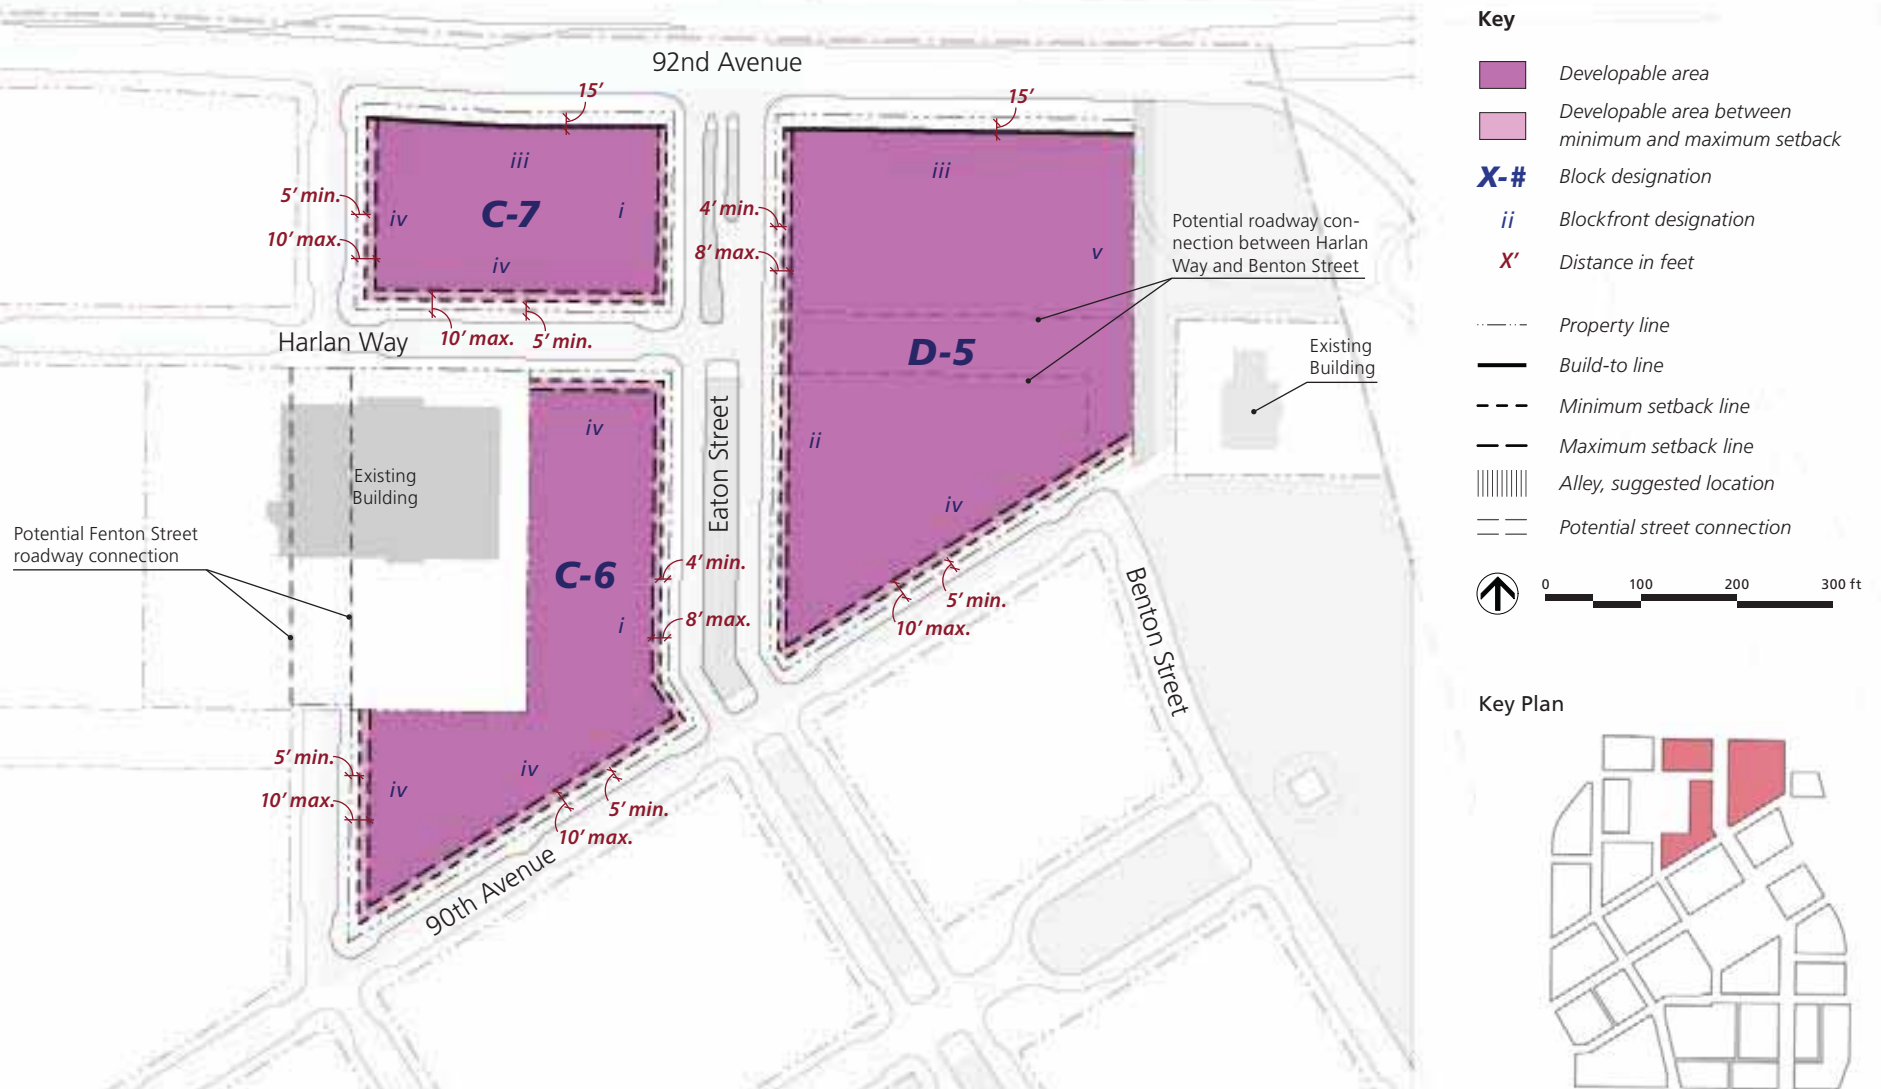 92nd Avenue
15'
15'
iii
C-7
i
iv
iv
5' min.
10' max.
10' max.
5' min.
Harlan Way
4' min.
8' max.
iii
v
D-5
ii
iv
Potential roadway con-
nection between Harlan
Way and Benton Street
Existing
Building
Existing
Building
Potential Fenton Street
roadway connection
iv
C-6
i
iv
iv
Eaton Street
4' min.
8' max.
5' min.
10' max.
Benton Street
5' min.
10' max.
5' min.
10' max.
90th Avenue
Key
Developable area
Developable area between
minimum and maximum setback
X-# Block designation
ii Blockfront designation
X' Distance in feet
Property line
Build-to line
Minimum setback line
Maximum setback line
Alley, suggested location
Potential street connection
0 100 200 300 ft
Key Plan